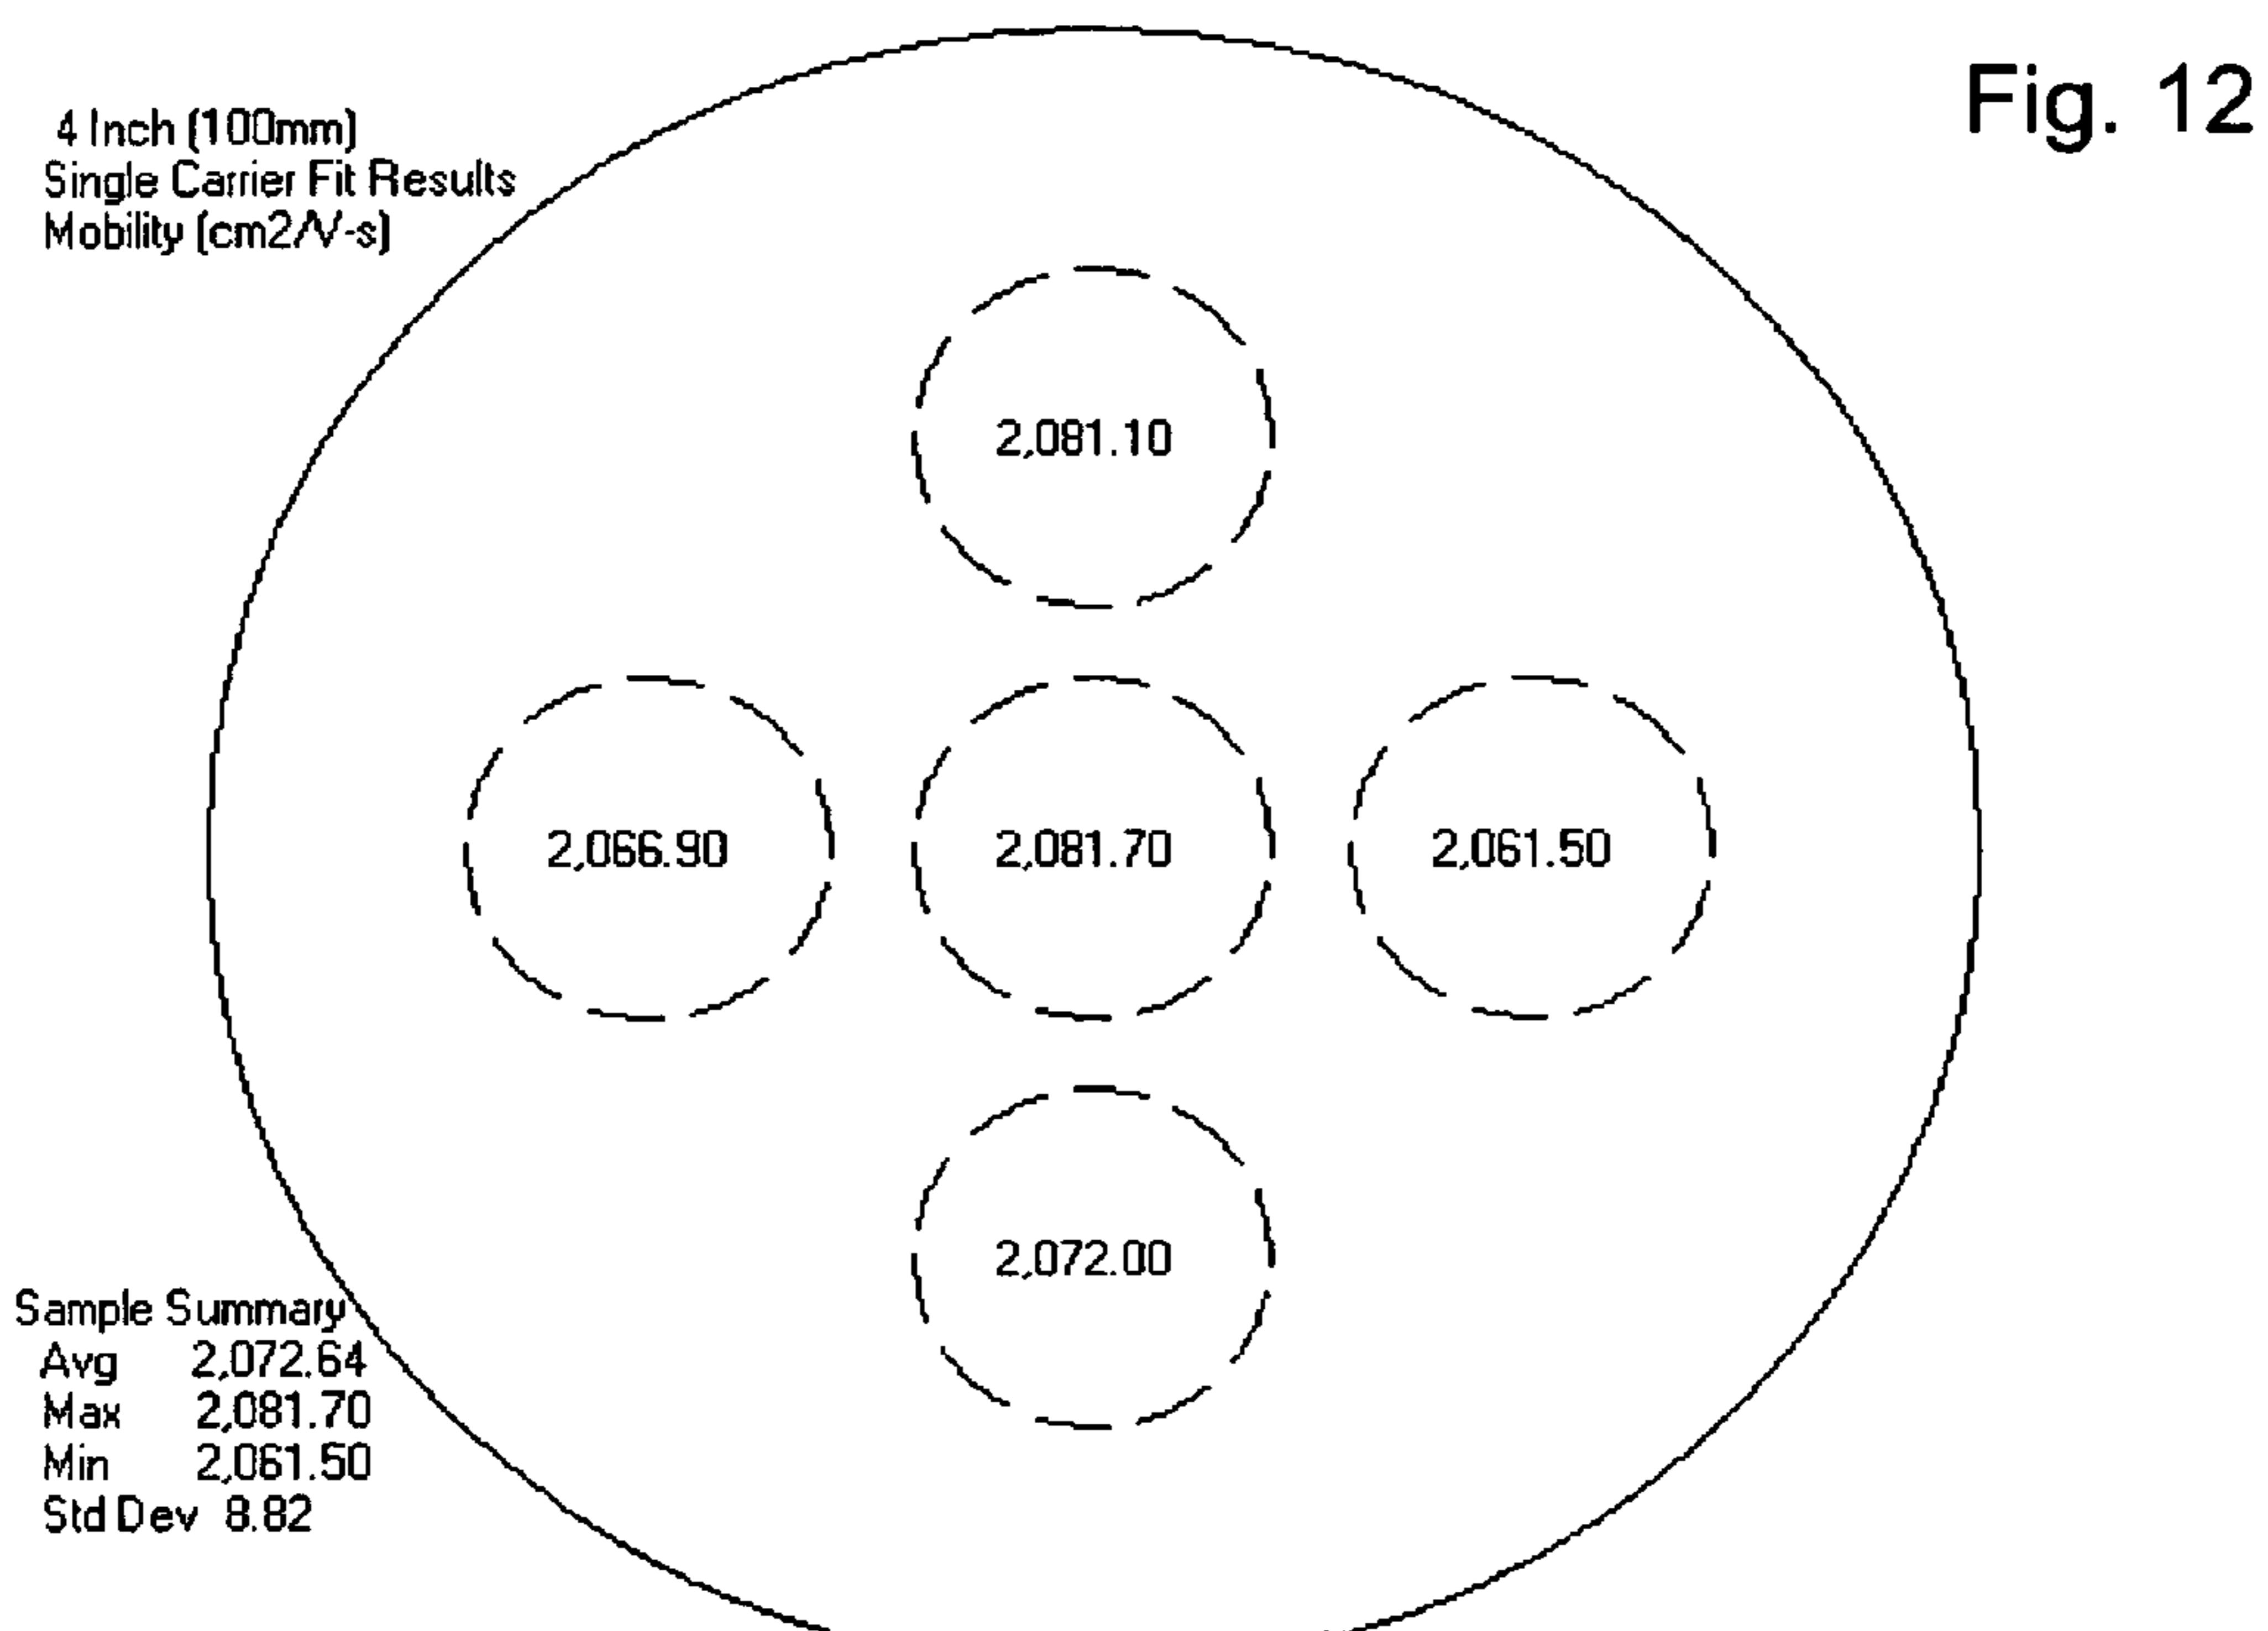 Fig. 12
4 Inch (100mm)
Single Carrier Fit Results
Mobility (cm2/V-s)
2,081.10
2,066.90 2,081.70 2,061.50
2,072.00
Sample Summary
Avg 2,072.64
Max 2,081.70
Min 2,061.50
Std Dev 8.82